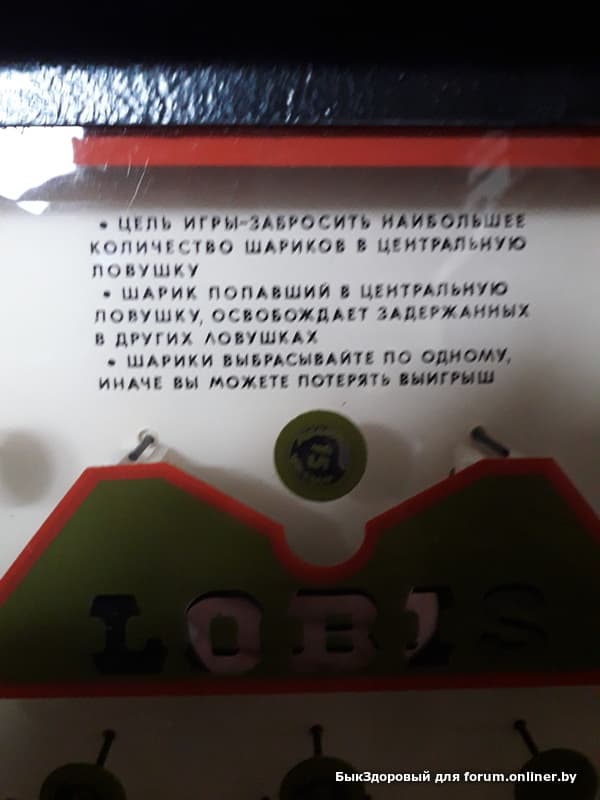 • ЦЕЛЬ ИГРЫ-ЗАБРОСИТЬ НАИБОЛЬШЕЕ
КОЛИЧЕСТВО ШАРИКОВ В ЦЕНТРАЛЬНУЮ
ЛОВУШКУ
• ШАРИК ПОПАВШИЙ В ЦЕНТРАЛЬНУЮ
ЛОВУШКУ, ОСВОБОЖДАЕТ ЗАДЕРЖАННЫХ
В ДРУГИХ ЛОВУШКАХ
• ШАРИКИ ВЫБРАСЫВАЙТЕ ПО ОДНОМУ,
ИНАЧЕ ВЫ МОЖЕТЕ ПОТЕРЯТЬ ВЫИГРЫШ
LOBIS
БыкЗдоровый для forum.onliner.by